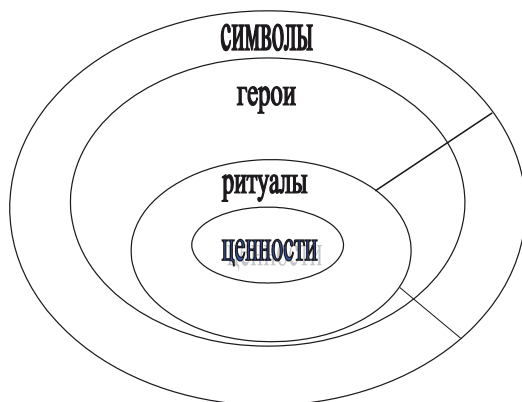 СИМВОЛЫ
герои
ритуалы
ценности